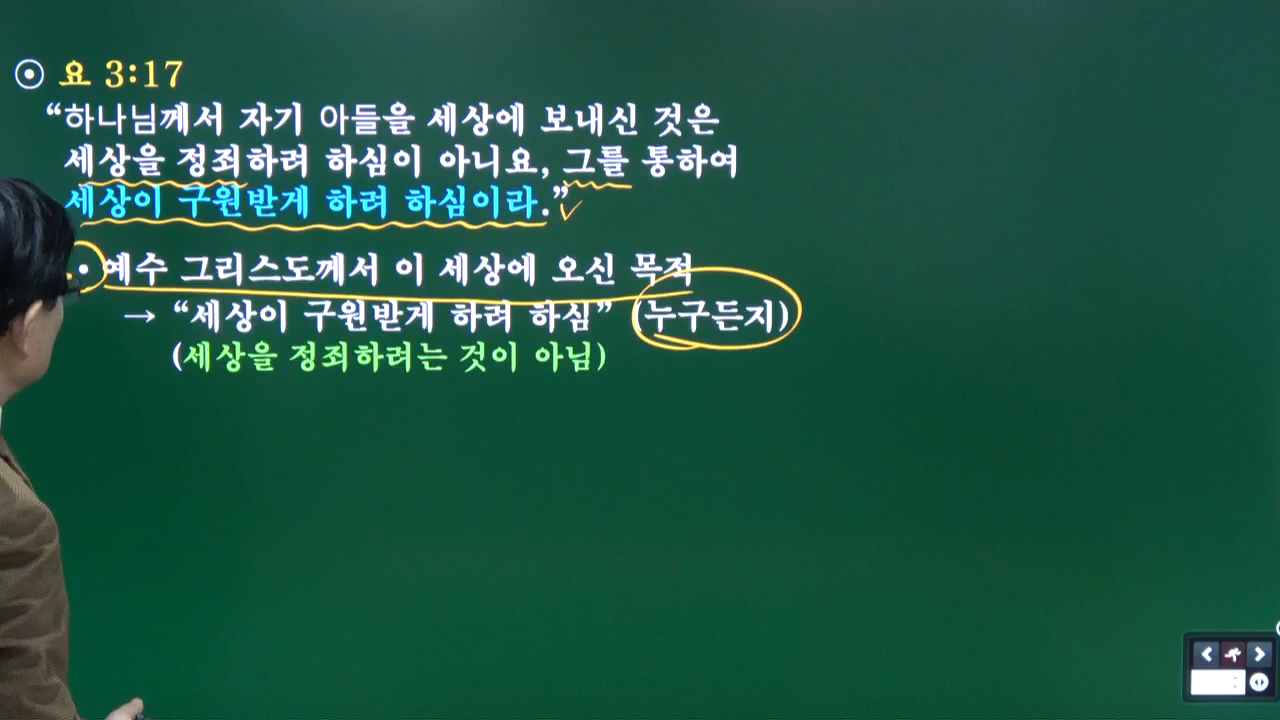 ⊙ 요 3:17
“하나님께서 자기 아들을 세상에 보내신 것은
세상을 정죄하려 하심이 아니요, 그를 통하여
세상이 구원받게 하려 하심이라.”
• 예수 그리스도께서 이 세상에 오신 목적
→ “세상이 구원받게 하려 하심” (누구든지)
(세상을 정죄하려는 것이 아님)